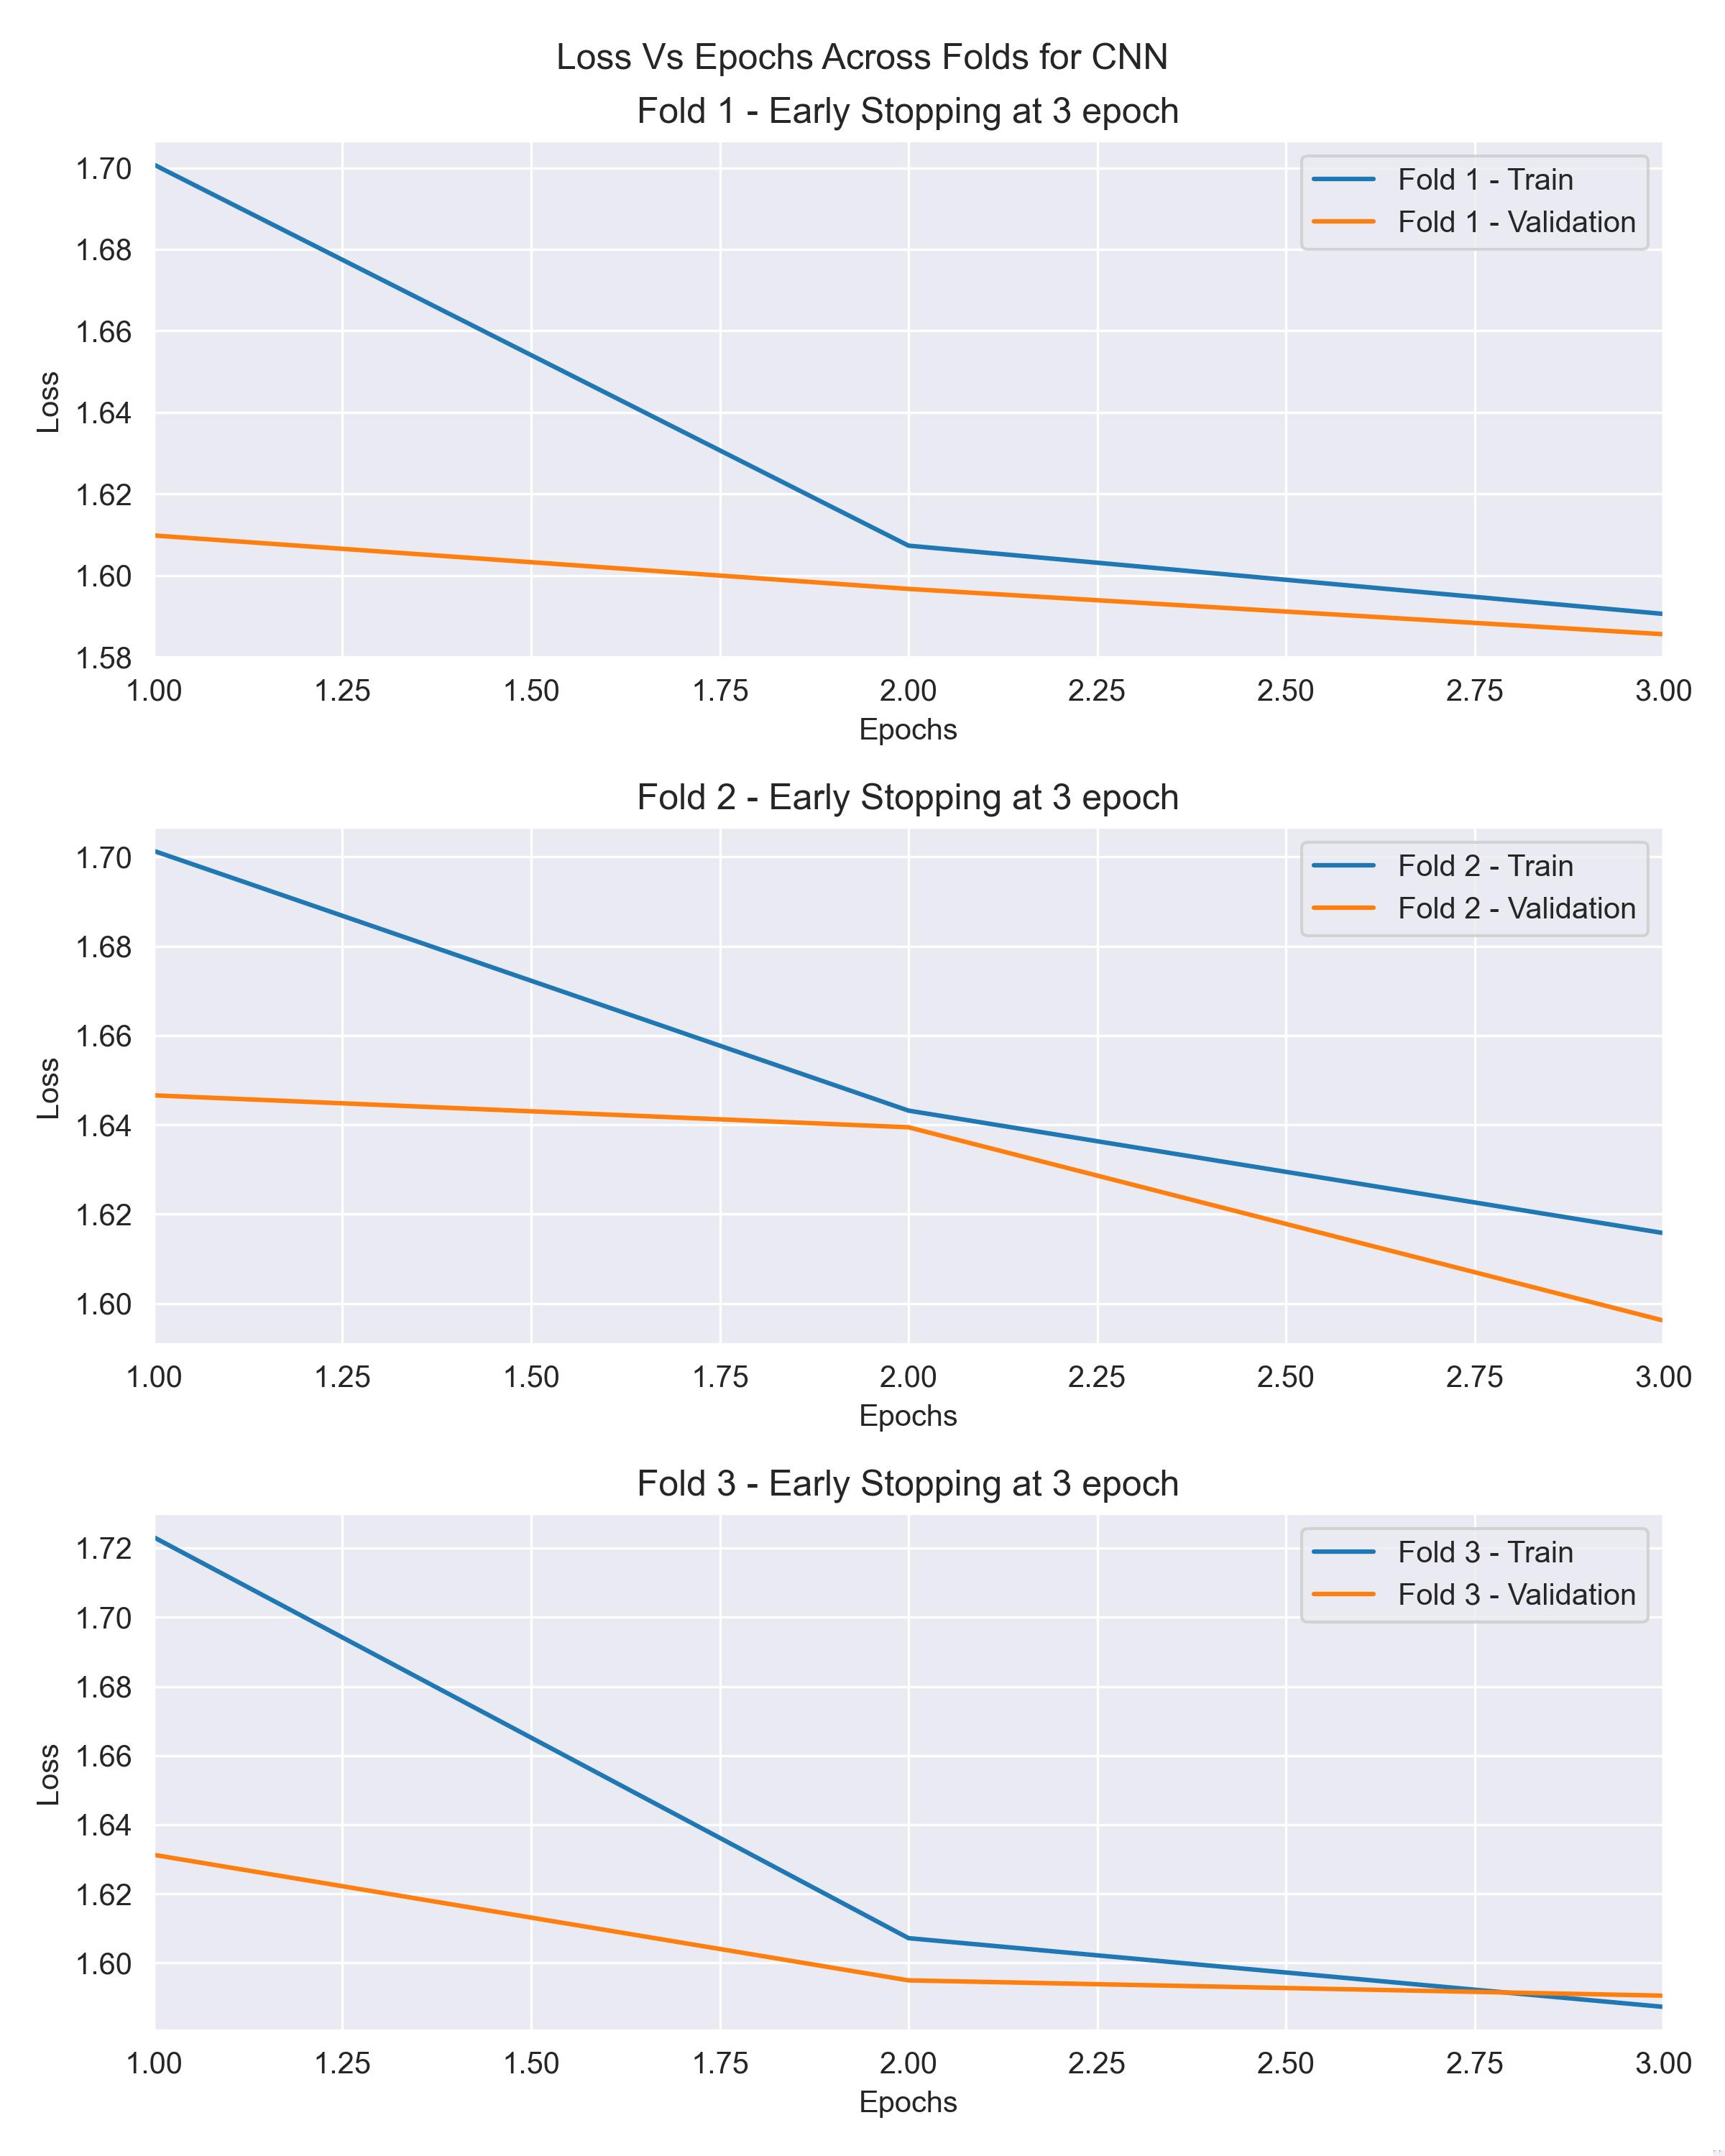 Loss Vs Epochs Across Folds for CNN
Fold 1 - Early Stopping at 3 epoch
1.70
1.68
1.66
1.64
1.62
1.60
1.58
Loss
Fold 1 - Train
Fold 1 - Validation
1.00 1.25 1.50 1.75 2.00 2.25 2.50 2.75 3.00
Epochs
Fold 2 - Early Stopping at 3 epoch
1.70
1.68
1.66
1.64
1.62
1.60
Loss
Fold 2 - Train
Fold 2 - Validation
1.00 1.25 1.50 1.75 2.00 2.25 2.50 2.75 3.00
Epochs
Fold 3 - Early Stopping at 3 epoch
1.72
1.70
1.68
1.66
1.64
1.62
1.60
Loss
Fold 3 - Train
Fold 3 - Validation
1.00 1.25 1.50 1.75 2.00 2.25 2.50 2.75 3.00
Epochs